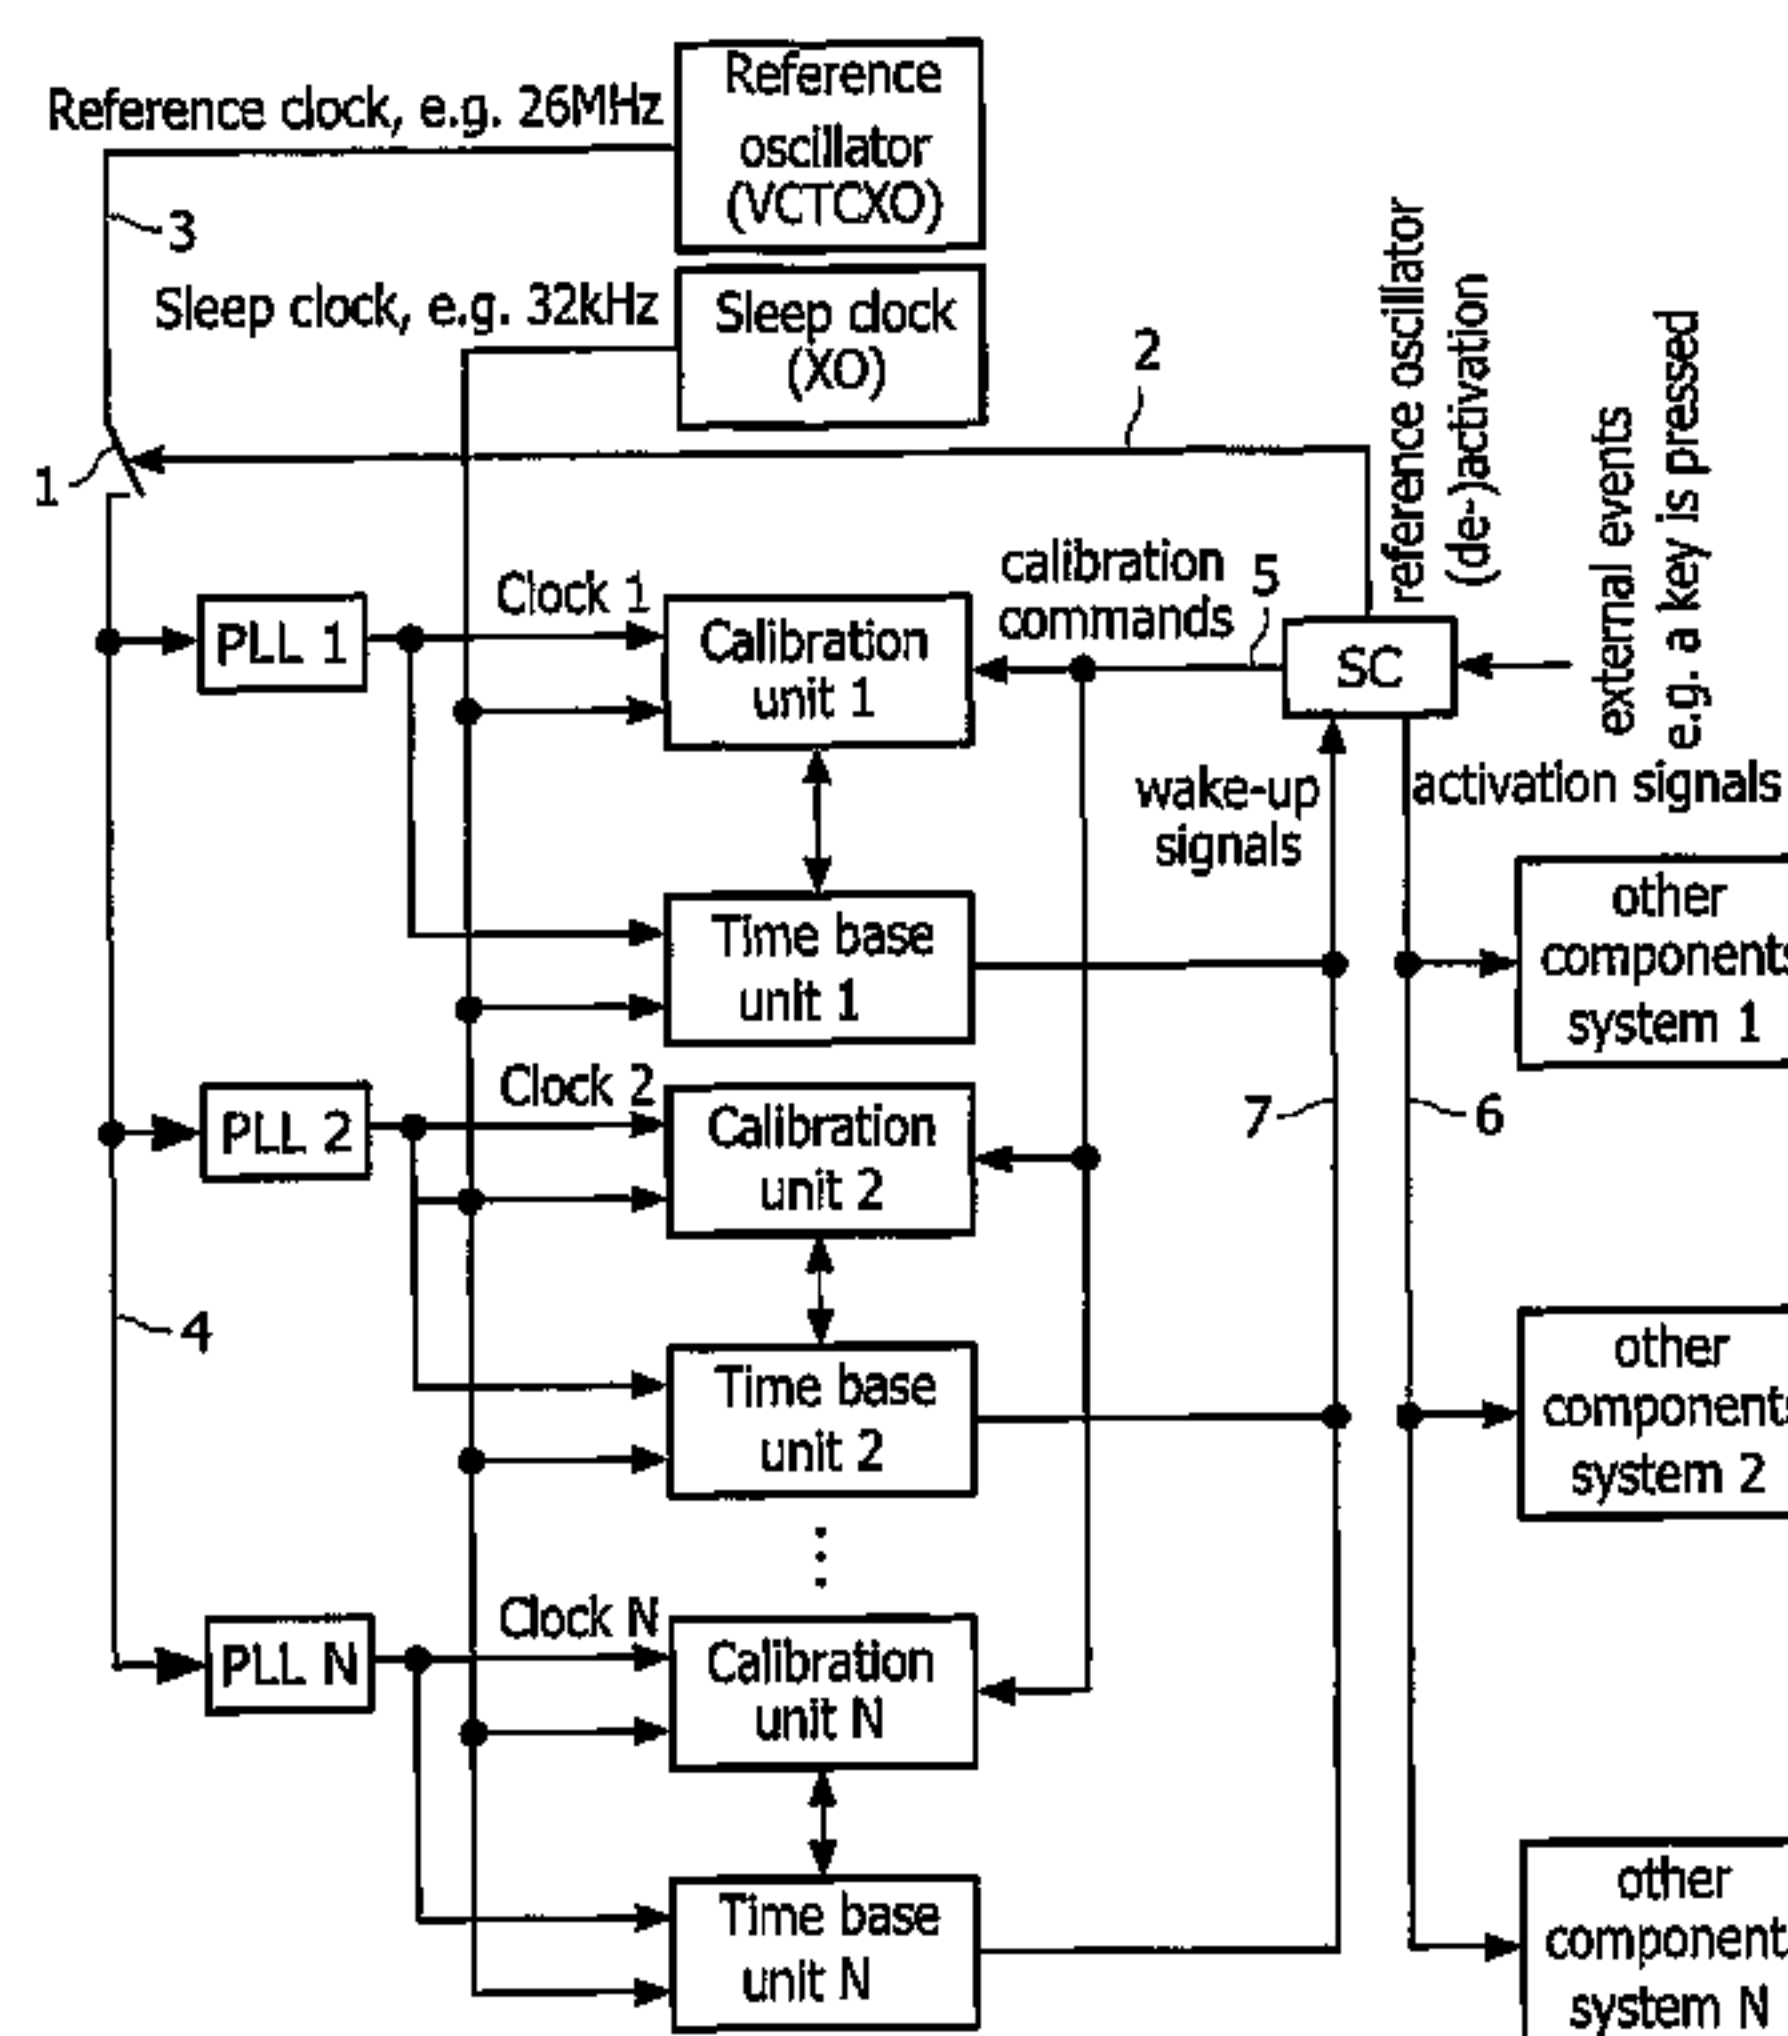 Reference
oscillator
(VCTCXO)
Reference clock, e.g. 26MHz
3
Sleep clock, e.g. 32kHz
Sleep clock
(XO)
2
1
reference oscillator
(de-)activation
external events
e.g. a key is pressed
calibration
commands
5
SC
PLL 1
Clock 1
Calibration
unit 1
wake-up
signals
activation signals
Time base
unit 1
other
components
system 1
PLL 2
Clock 2
Calibration
unit 2
7
6
4
Time base
unit 2
other
components
system 2
PLL N
Clock N
Calibration
unit N
Time base
unit N
other
components
system N